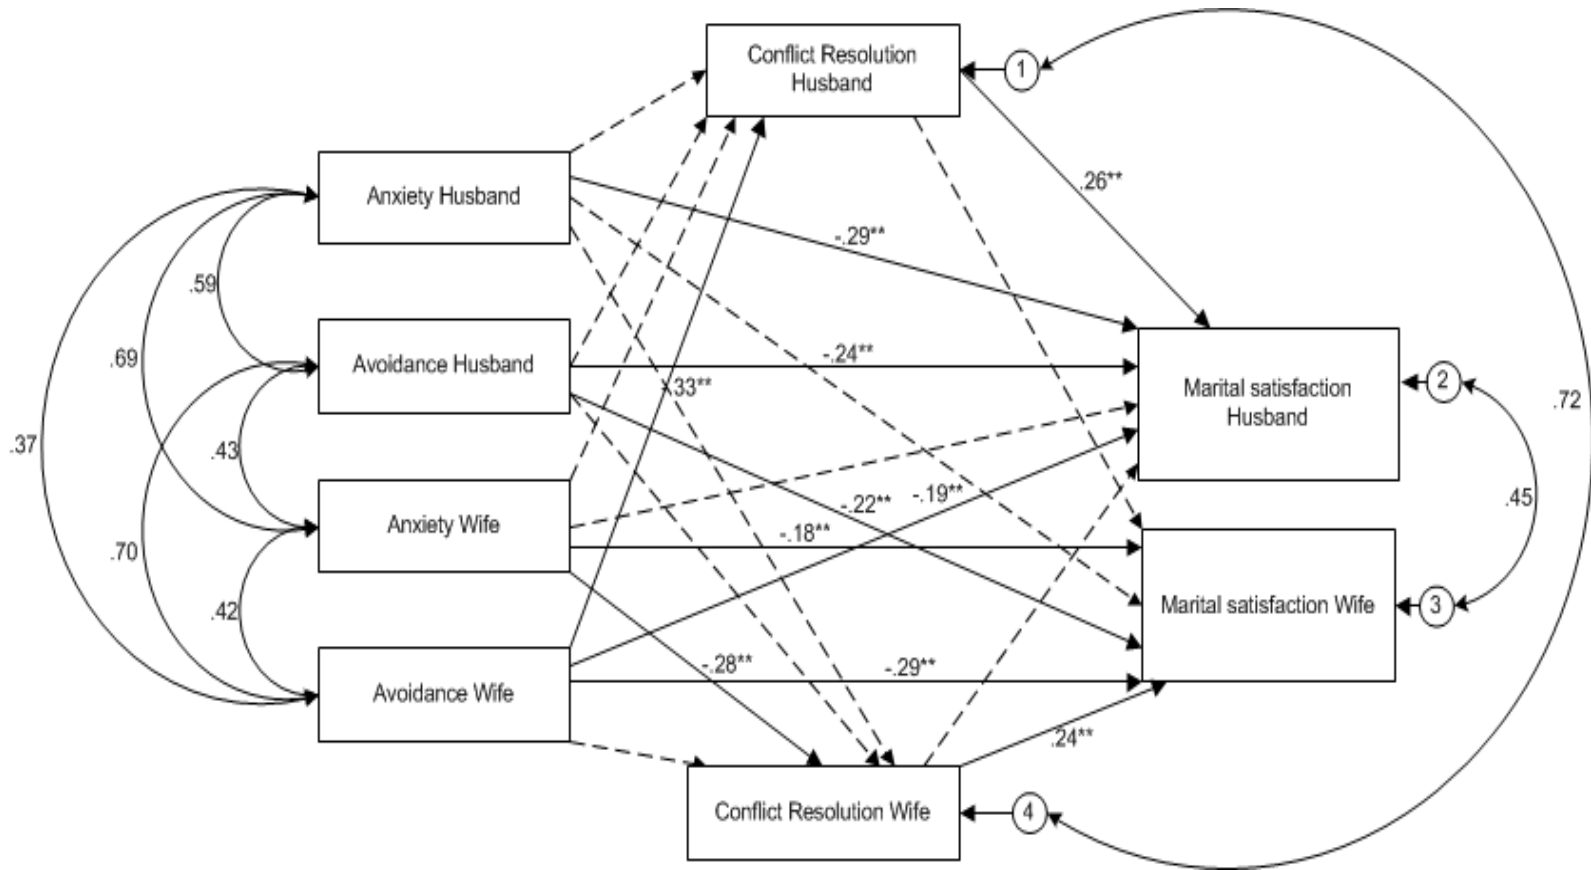 Conflict Resolution
Husband
1
.26**
Anxiety Husband
-.29**
.59
.69
Avoidance Husband
-.24**
.33**
Marital satisfaction
Husband
2
.72
.37
.43
-.22**
-.19**
.45
Anxiety Wife
-.18**
.70
.42
Marital satisfaction Wife
3
Avoidance Wife
-.28**
-.29**
.24**
Conflict Resolution Wife
4